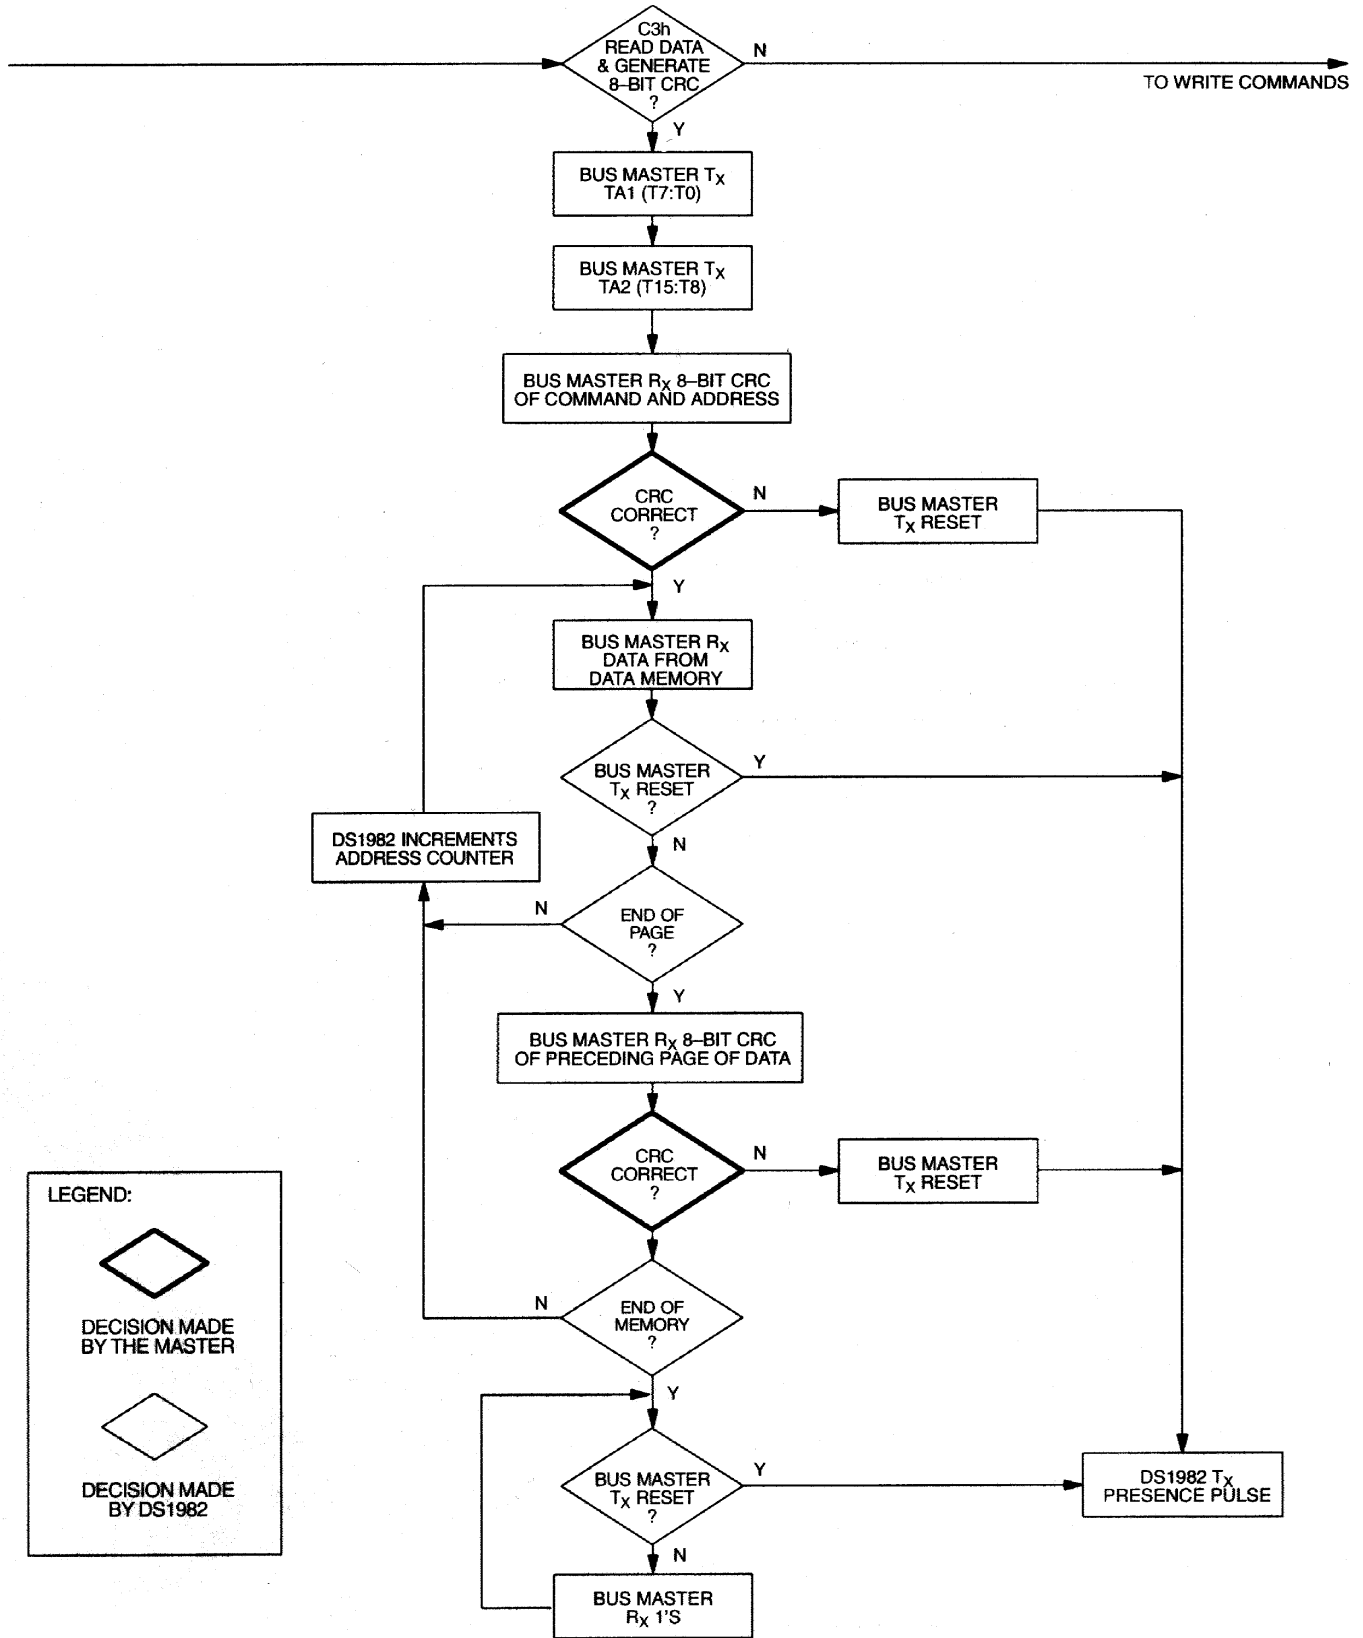 C3h
READ DATA
& GENERATE
8–BIT CRC
?
N
TO WRITE COMMANDS
Y
BUS MASTER TX
TA1 (T7:T0)
BUS MASTER TX
TA2 (T15:T8)
BUS MASTER RX 8–BIT CRC
OF COMMAND AND ADDRESS
CRC
CORRECT
?
N
BUS MASTER
TX RESET
Y
BUS MASTER RX
DATA FROM
DATA MEMORY
BUS MASTER
TX RESET
?
Y
N
DS1982 INCREMENTS
ADDRESS COUNTER
END OF
PAGE
?
N
Y
BUS MASTER RX 8–BIT CRC
OF PRECEDING PAGE OF DATA
CRC
CORRECT
?
N
BUS MASTER
TX RESET
END OF
MEMORY
?
N
Y
BUS MASTER
TX RESET
?
Y
DS1982 TX
PRESENCE PULSE
N
BUS MASTER
RX 1'S
LEGEND:
DECISION MADE
BY THE MASTER
DECISION MADE
BY DS1982